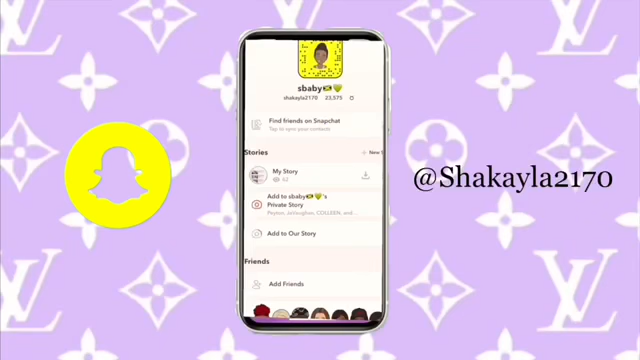 sbaby
shakayla2170 23,575
Find friends on Snapchat
Tap to sync your contacts
Stories
+ New S
My Story
62
Add to sbaby's
Private Story
Peyton, JaVaughan, COLLEEN, and...
Add to Our Story
Friends
Add Friends
@Shakayla2170